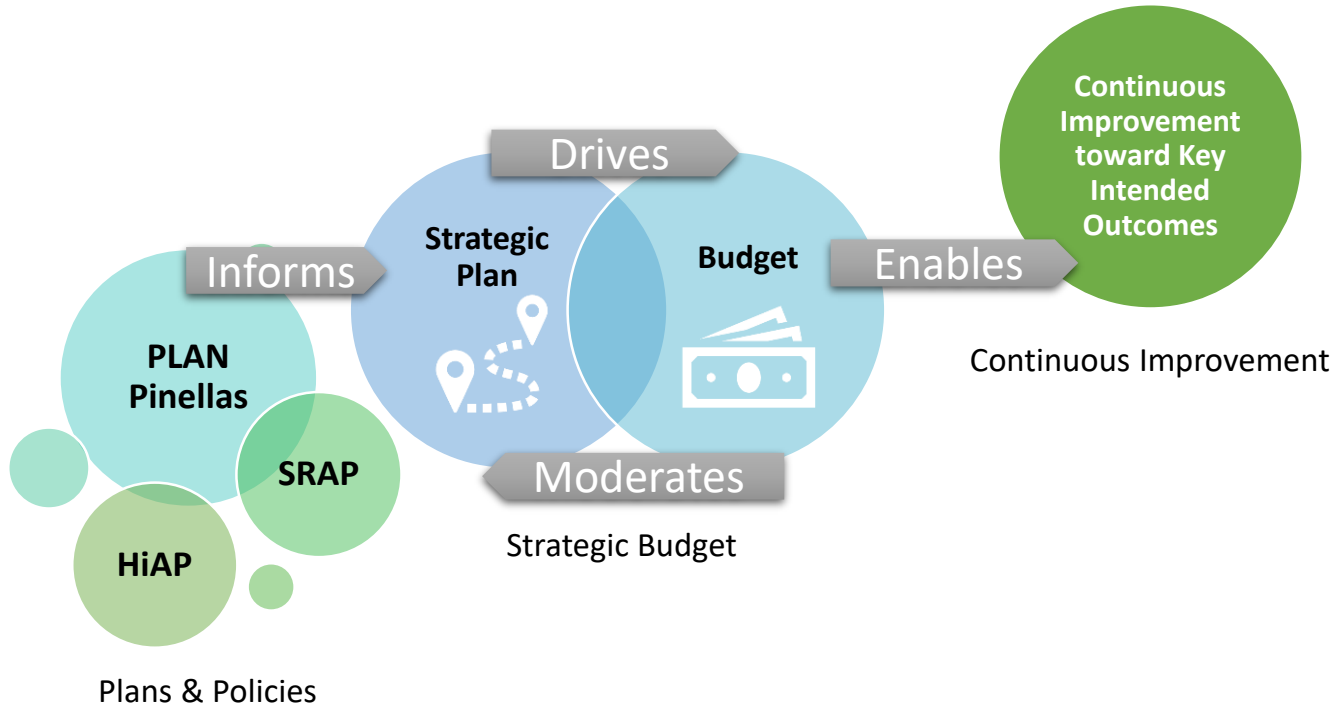 PLAN
Pinellas
SRAP
HiAP
Plans & Policies
Informs
Strategic
Plan
Drives
Budget
Moderates
Strategic Budget
Enables
Continuous
Improvement
toward Key
Intended
Outcomes
Continuous Improvement